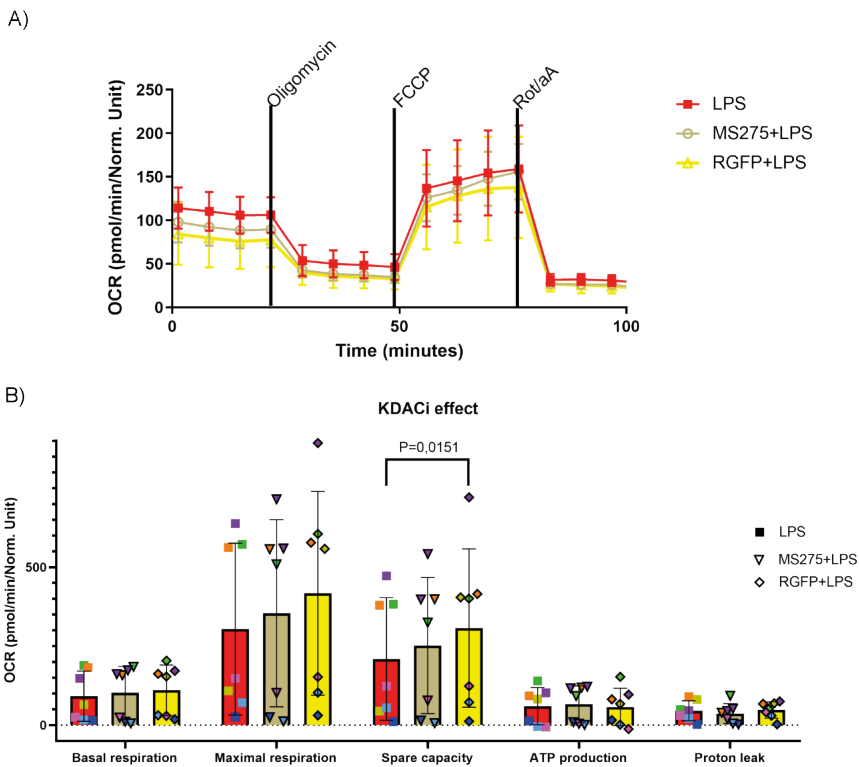 A)
Oligomycin
FCCP
Rot/aA
250
200
150
100
50
0
OCR (pmol/min/Norm. Unit)
0
50
100
Time (minutes)
LPS
MS275+LPS
RGFP+LPS
B)
KDACi effect
P=0,0151
500
0
OCR (pmol/min/Norm. Unit)
LPS
MS275+LPS
RGFP+LPS
Basal respiration
Maximal respiration
Spare capacity
ATP production
Proton leak